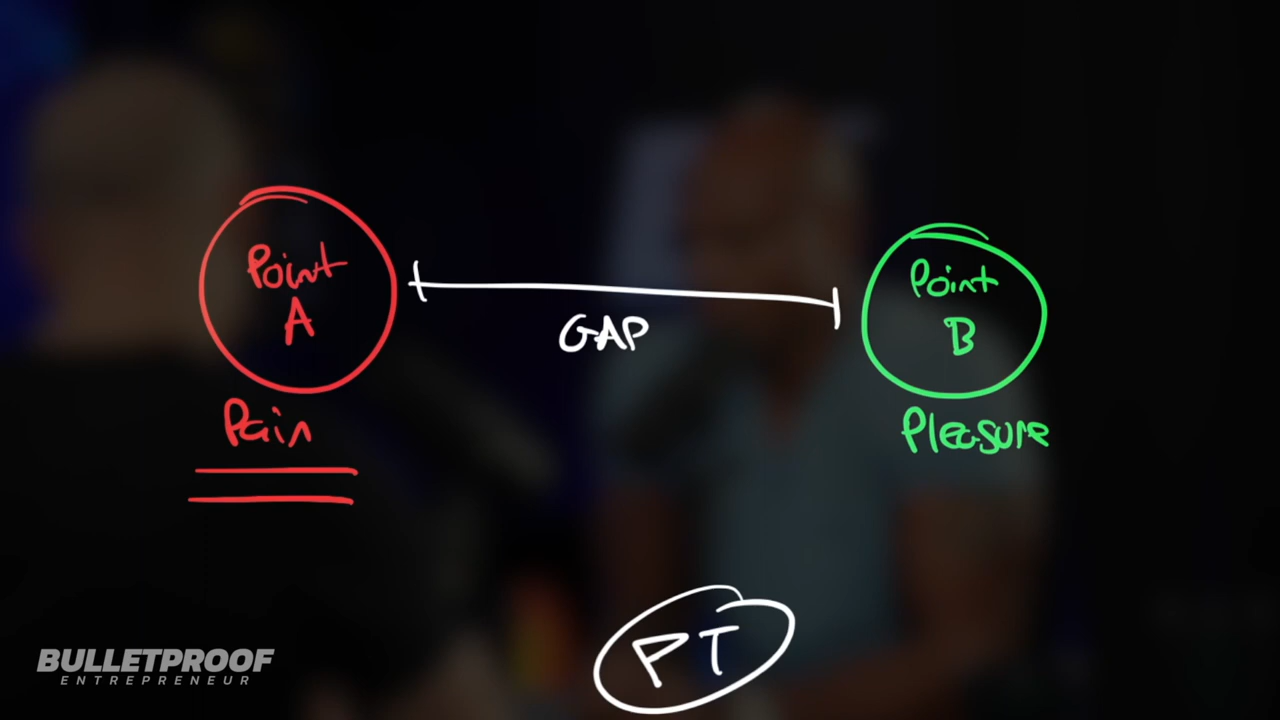 Point
A
GAP
Point
B
Pain
Pleasure
PT
BULLETPROOF
ENTREPRENEUR